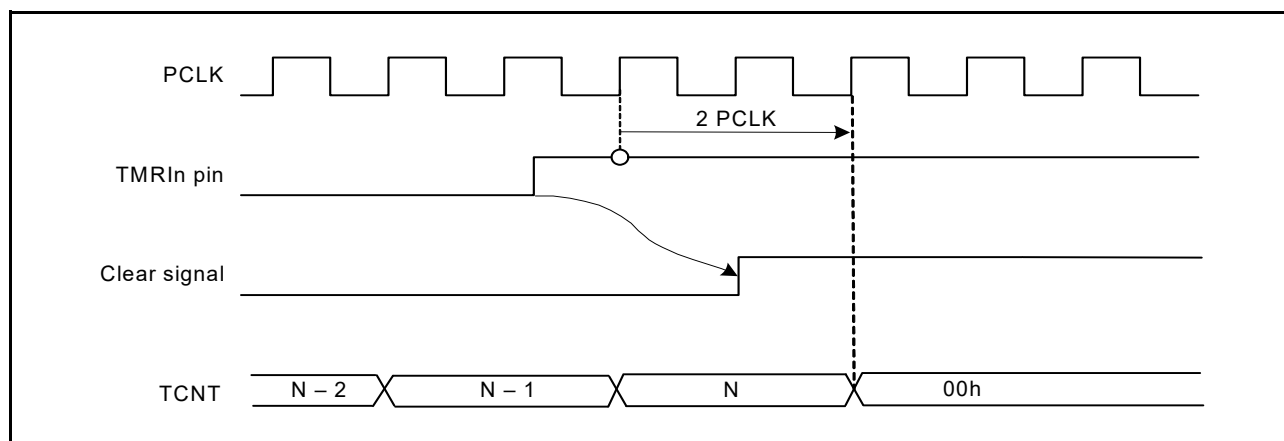 PCLK
2 PCLK
TMRIn pin
Clear signal
TCNT N – 2 N – 1 N 00h